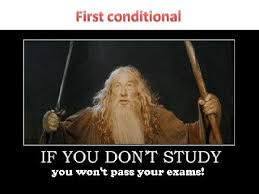 First conditional
IF YOU DON'T STUDY
you won't pass your exams!